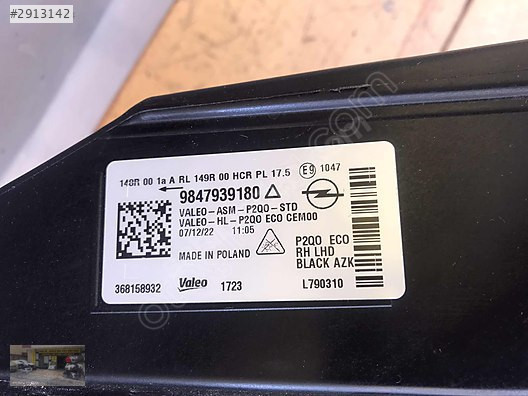 #2913142
148R 00 1a A RL 149R 00 HCR PL 17.5 E9 1047
9847939180
VALEO-ASM-P2QO-STD
VALEO-HL-P2QO ECO CEM00
07/12/22 11:05
MADE IN POLAND
P2QO ECO
RH LHD
BLACK AZK
368158932 Valeo 1723 L790310